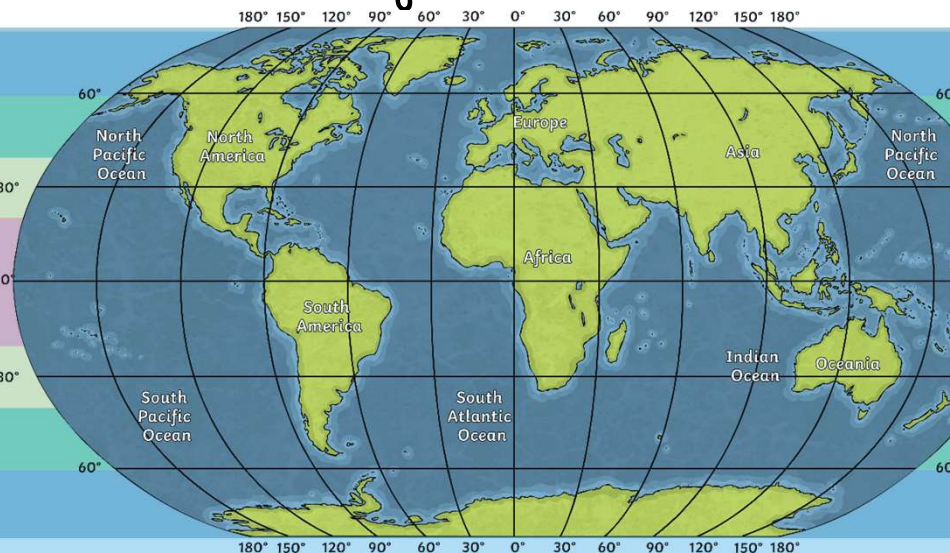 180° 150° 120° 90° 60° 30° 0° 30° 60° 90° 120° 150° 180°
60° 60
North
Pacific
Ocean
North
America
Europe
Asia
North
Pacific
Ocean
30°
Africa
0°
South
America
Indian
Ocean
Oceania
30°
South
Pacific
Ocean
South
Atlantic
Ocean
60° 60
180° 150° 120° 90° 60° 30° 0° 30° 60° 90° 120° 150° 180°